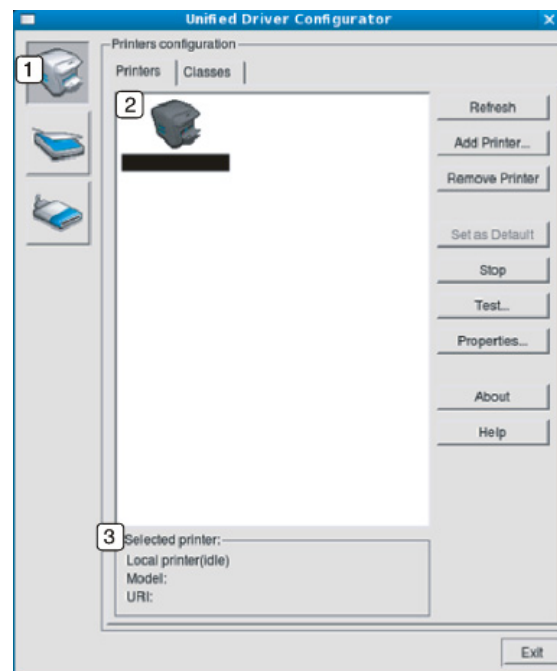 Unified Driver Configurator
1
Printers configuration
Printers
Classes
2
Refresh
Add Printer...
Remove Printer
Set as Default
Stop
Test...
Properties...
About
Help
3
Selected printer:
Local printer(idle)
Model:
URI:
Exit